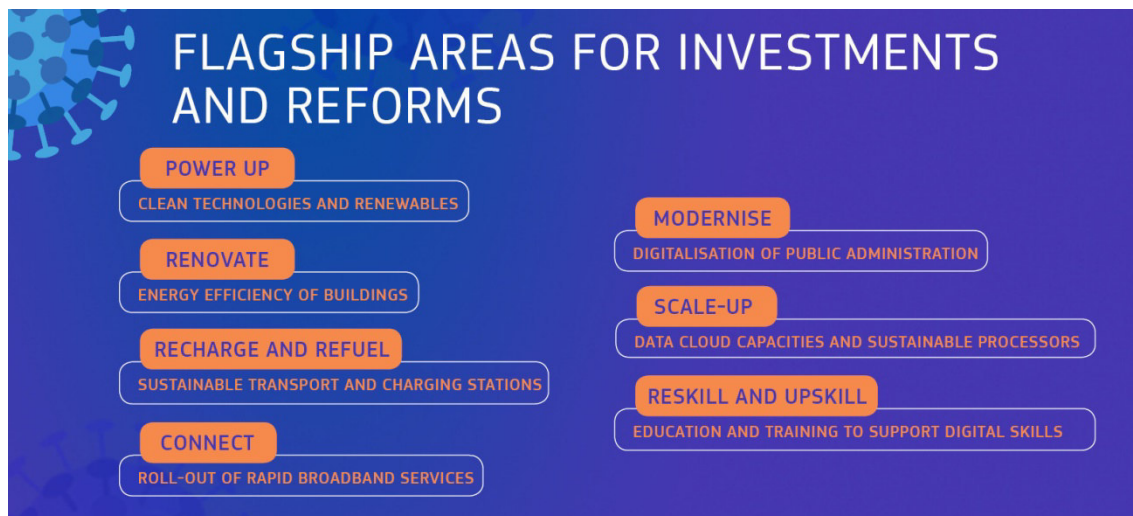 FLAGSHIP AREAS FOR INVESTMENTS
AND REFORMS
POWER UP
CLEAN TECHNOLOGIES AND RENEWABLES
RENOVATE
ENERGY EFFICIENCY OF BUILDINGS
RECHARGE AND REFUEL
SUSTAINABLE TRANSPORT AND CHARGING STATIONS
CONNECT
ROLL-OUT OF RAPID BROADBAND SERVICES
MODERNISE
DIGITALISATION OF PUBLIC ADMINISTRATION
SCALE-UP
DATA CLOUD CAPACITIES AND SUSTAINABLE PROCESSORS
RESKILL AND UPSKILL
EDUCATION AND TRAINING TO SUPPORT DIGITAL SKILLS